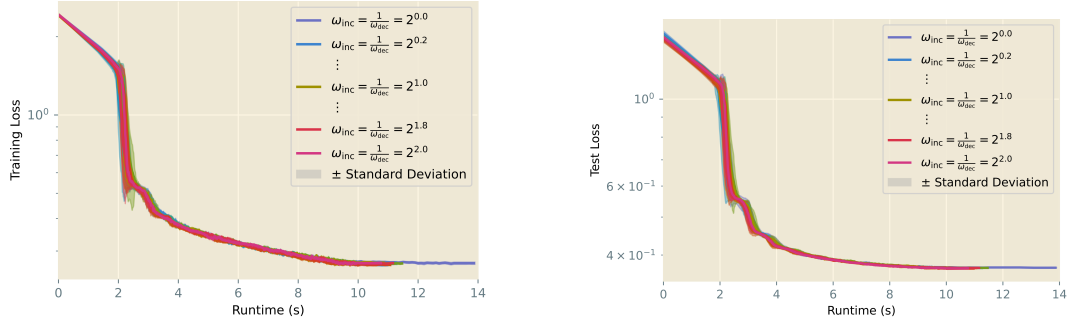 ω_inc = 1/ω_dec = 2^0.0
ω_inc = 1/ω_dec = 2^0.2
⋮
ω_inc = 1/ω_dec = 2^1.0
⋮
ω_inc = 1/ω_dec = 2^1.8
ω_inc = 1/ω_dec = 2^2.0
± Standard Deviation
Training Loss
10^0
0 2 4 6 8 10 12 14
Runtime (s)
ω_inc = 1/ω_dec = 2^0.0
ω_inc = 1/ω_dec = 2^0.2
⋮
ω_inc = 1/ω_dec = 2^1.0
⋮
ω_inc = 1/ω_dec = 2^1.8
ω_inc = 1/ω_dec = 2^2.0
± Standard Deviation
Test Loss
10^0
6 × 10^−1
4 × 10^−1
0 2 4 6 8 10 12 14
Runtime (s)